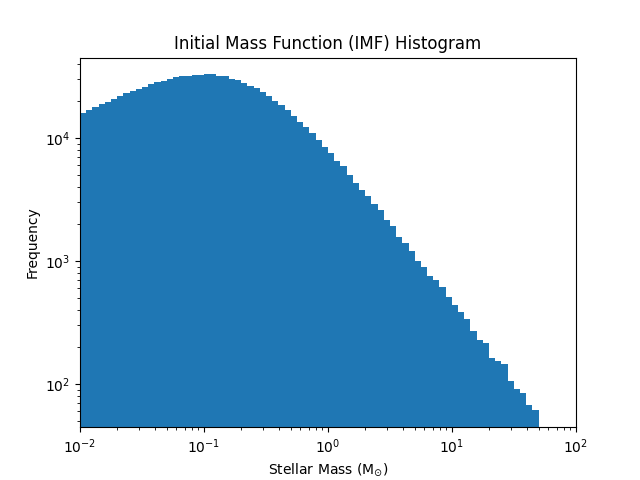 Initial Mass Function (IMF) Histogram
Frequency
10⁴
10³
10²
10⁻²
10⁻¹
10⁰
10¹
10²
Stellar Mass (M☉)